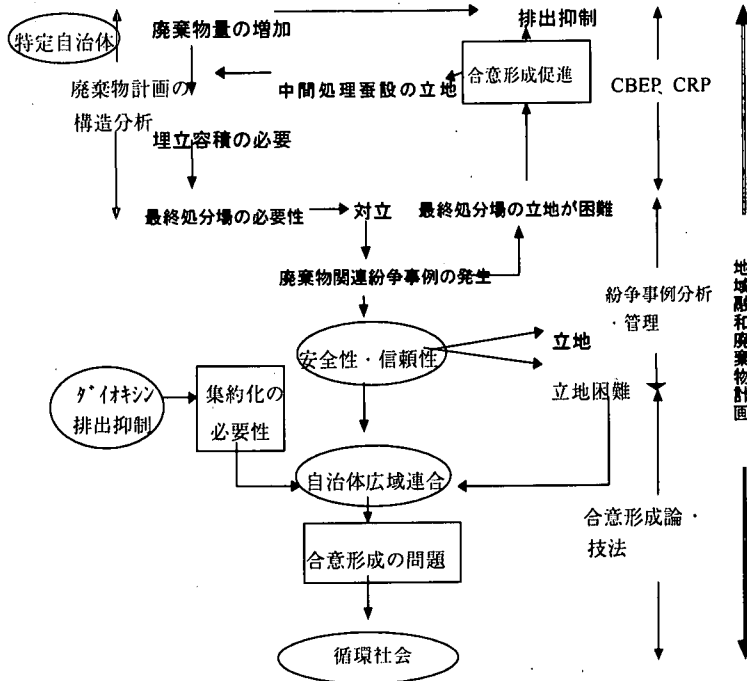 特定自治体
廃棄物量の増加
排出抑制
廃棄物計画の
構造分析
中間処理蚕設の立地
合意形成促進
CBEP、CRP
埋立容積の必要
最終処分場の必要性
対立
最終処分場の立地が困難
廃棄物関連紛争事例の発生
紛争事例分析
・管理
安全性・信頼性
立地
立地困難
ダイオキシン
排出抑制
集約化の
必要性
自治体広域連合
合意形成の問題
合意形成論・
技法
循環社会
地域融和廃棄物計画